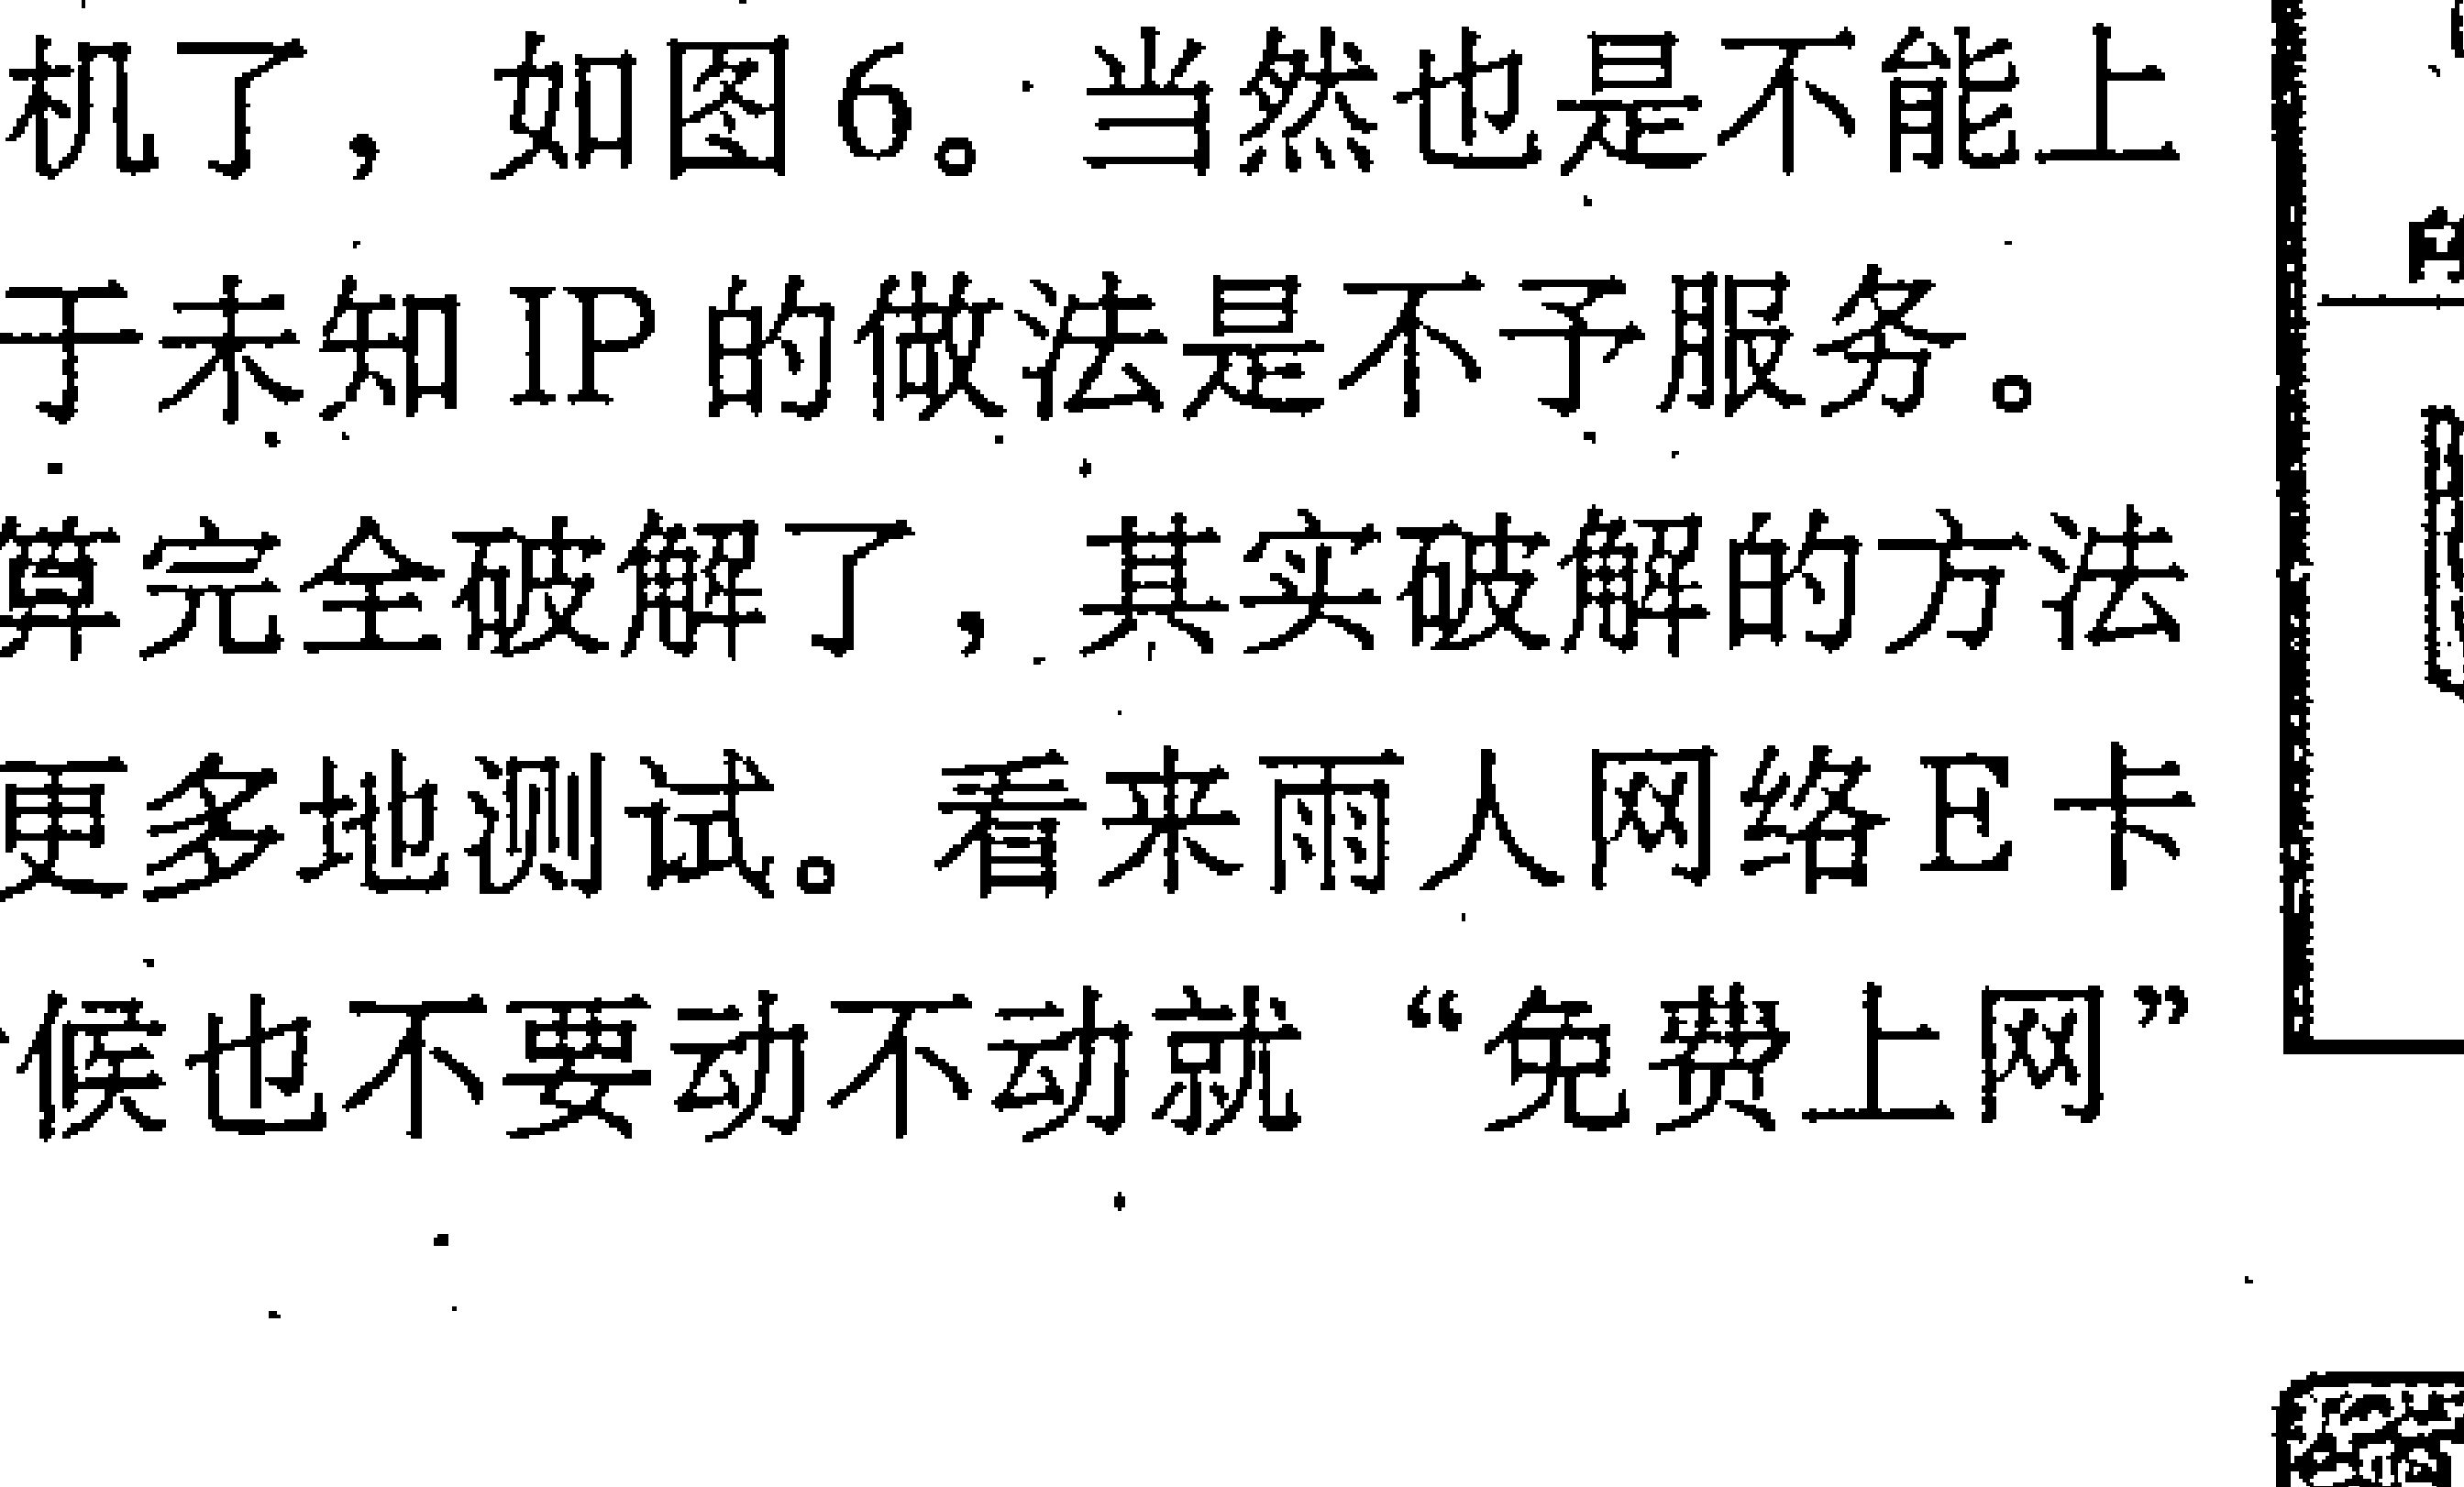 机了，如图6。当然也是不能上
于未知 IP 的做法是不予服务。
算完全破解了，其实破解的方法
更多地测试。看来雨人网络E卡
候也不要动不动就“免费上网”